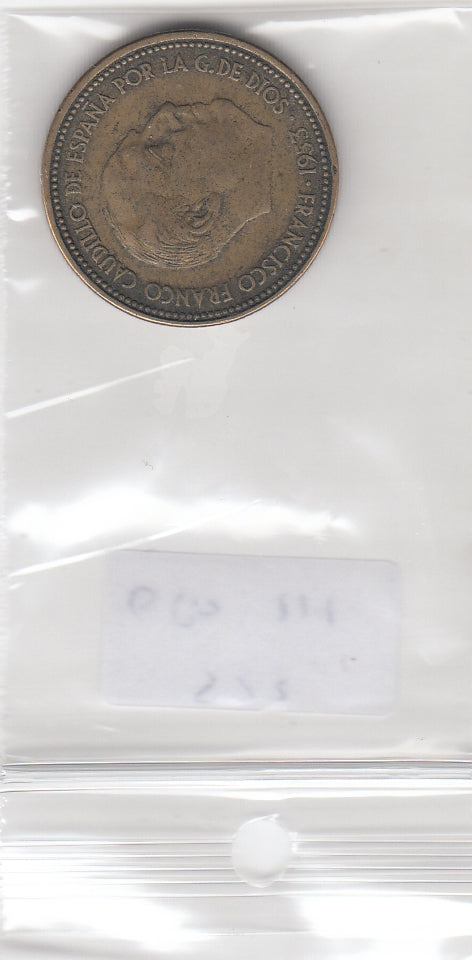 FRANCISCO FRANCO CAUDILLO DE ESPAÑA POR LA G. DE DIOS · 1953 ·